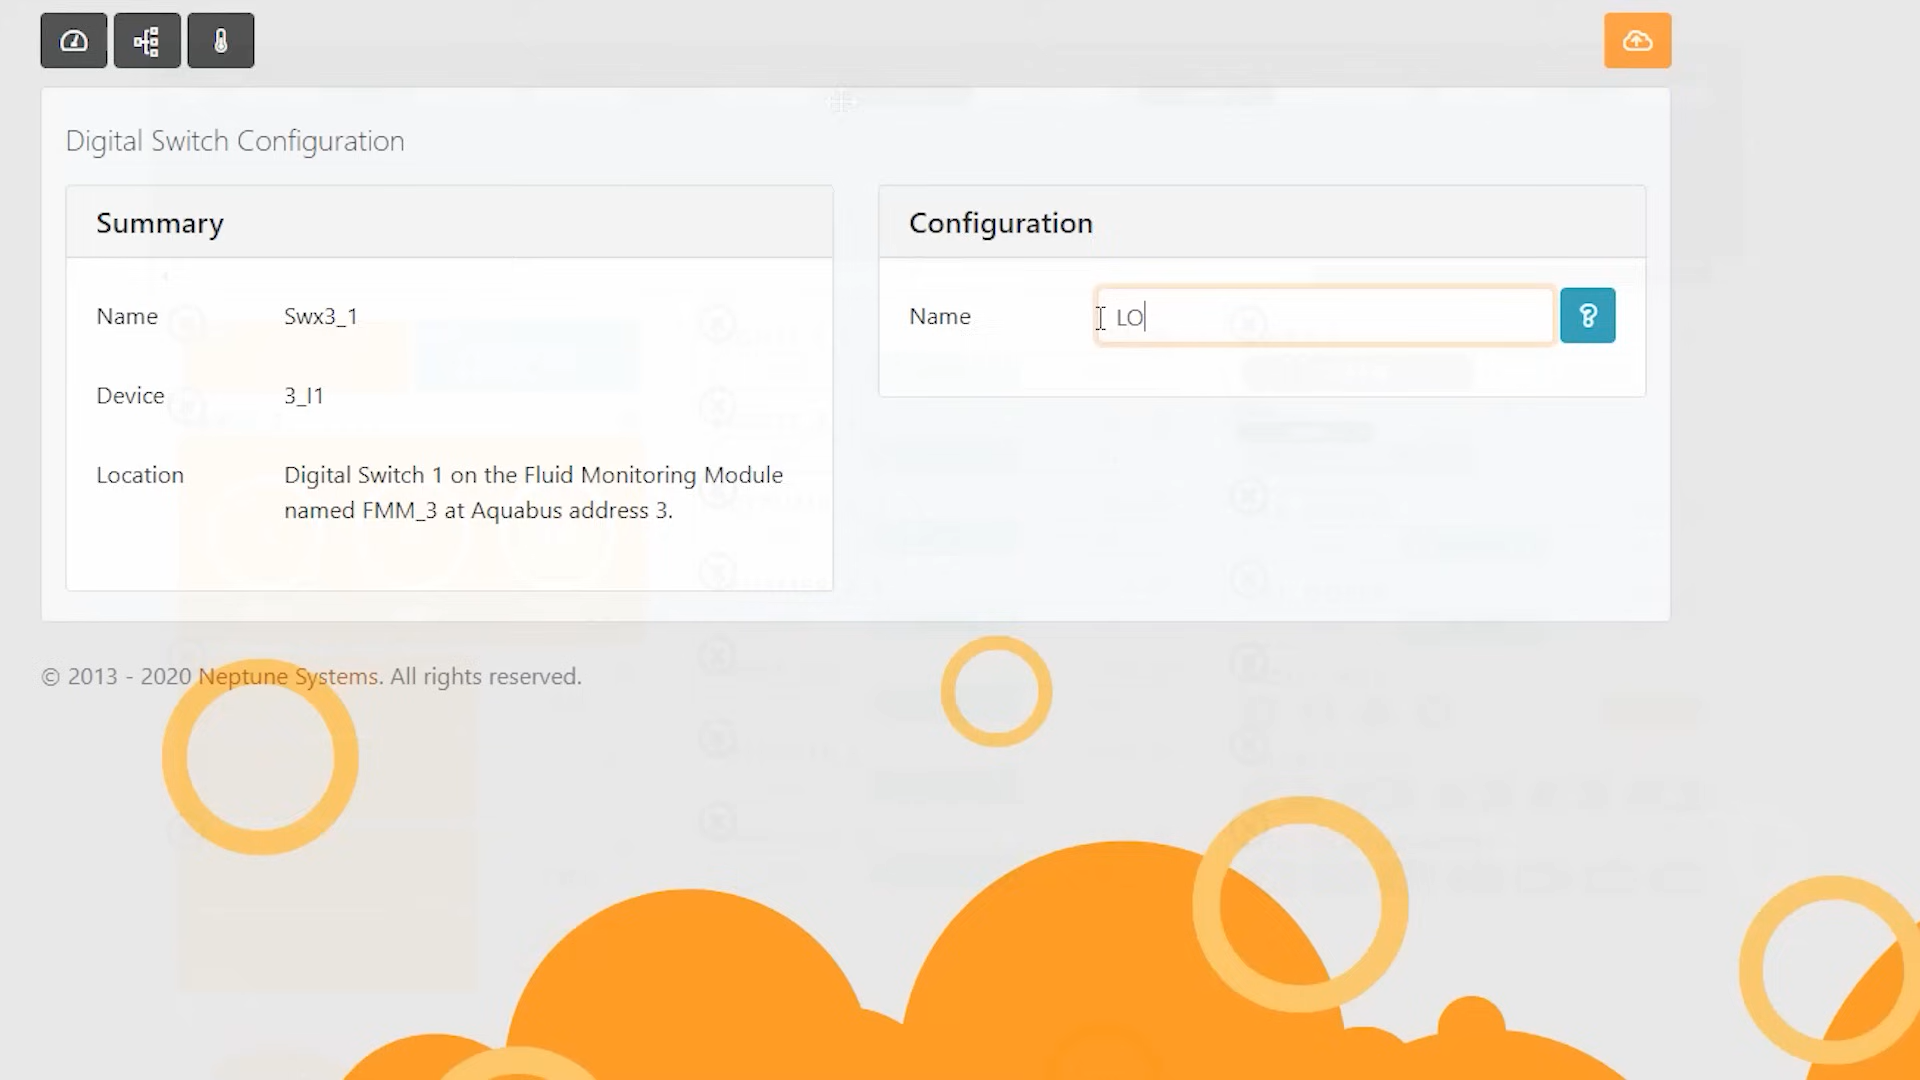 Digital Switch Configuration
Summary
Configuration
Name Swx3_1
Name LO
Device 3_I1
Location Digital Switch 1 on the Fluid Monitoring Module
named FMM_3 at Aquabus address 3.
© 2013 - 2020 Neptune Systems. All rights reserved.